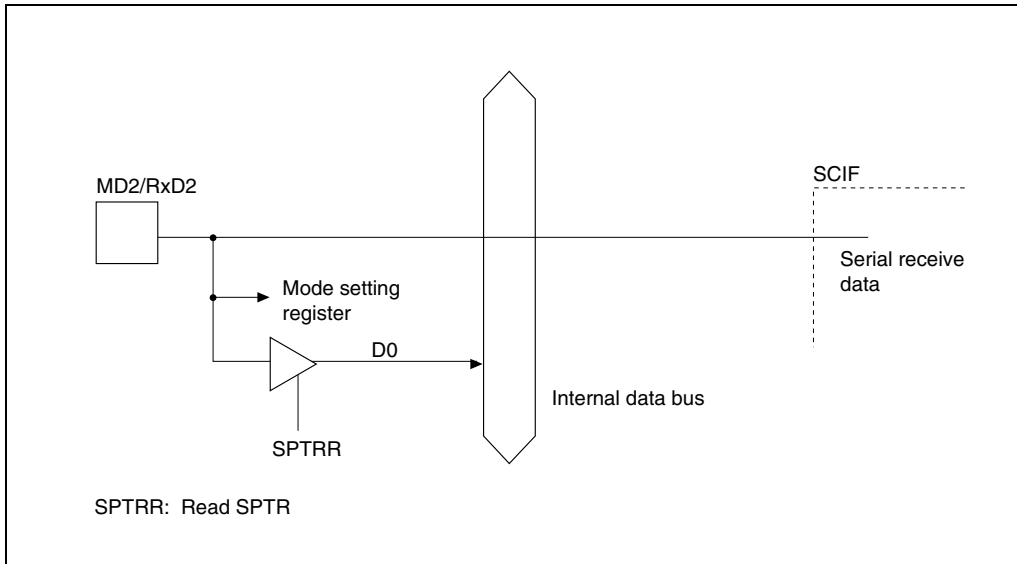 SCIF
MD2/RxD2
Serial receive
data
Mode setting
register
D0
Internal data bus
SPTRR
SPTRR: Read SPTR